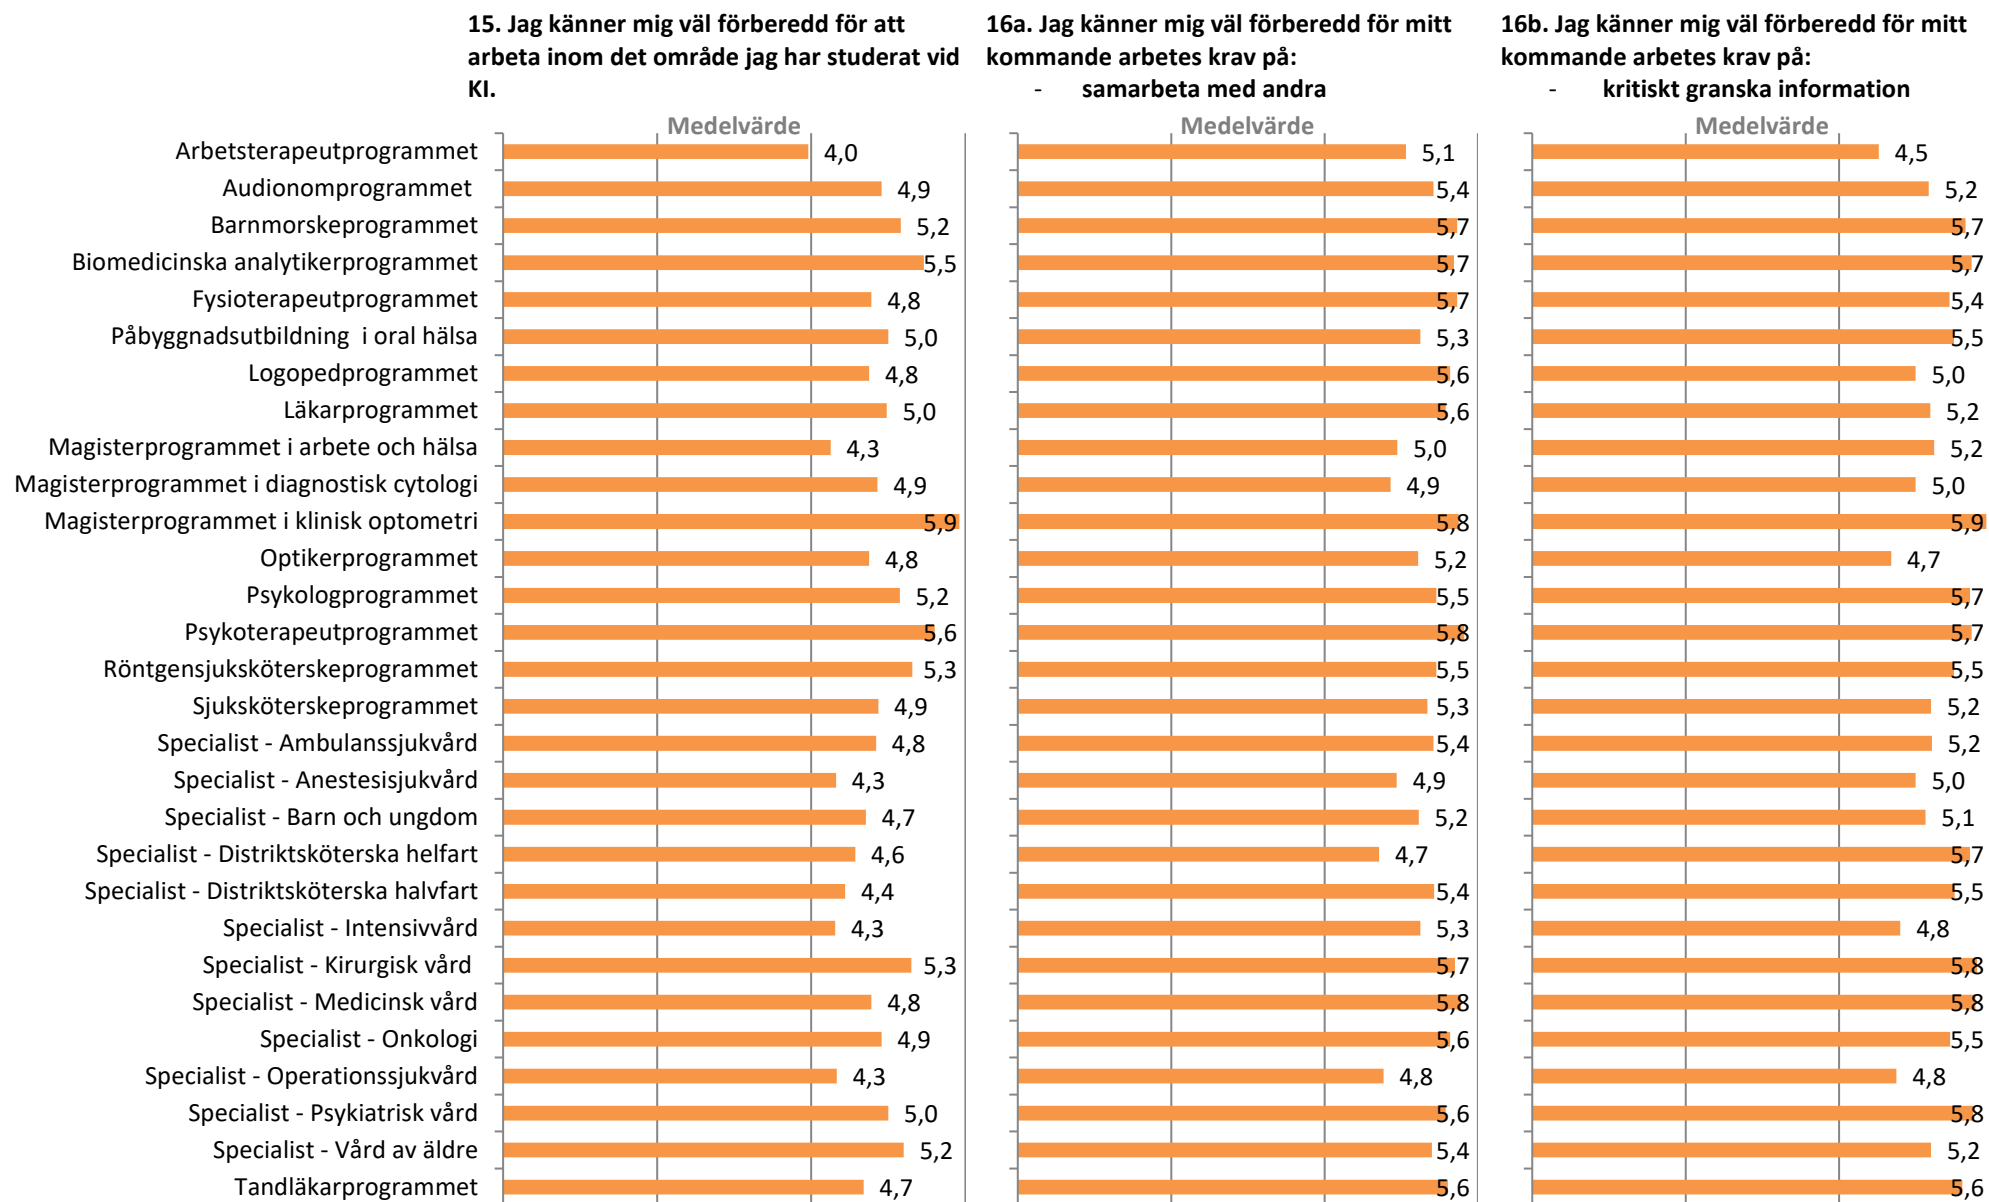 15. Jag känner mig väl förberedd för att
arbeta inom det område jag har studerat vid
KI.
16a. Jag känner mig väl förberedd för mitt
kommande arbetes krav på:
- samarbeta med andra
16b. Jag känner mig väl förberedd för mitt
kommande arbetes krav på:
- kritiskt granska information
Medelvärde Medelvärde Medelvärde
Arbetsterapeutprogrammet 4,0 5,1 4,5
Audionomprogrammet 4,9 5,4 5,2
Barnmorskeprogrammet 5,2 5,7 5,7
Biomedicinska analytikerprogrammet 5,5 5,7 5,7
Fysioterapeutprogrammet 4,8 5,7 5,4
Påbyggnadsutbildning i oral hälsa 5,0 5,3 5,5
Logopedprogrammet 4,8 5,6 5,0
Läkarprogrammet 5,0 5,6 5,2
Magisterprogrammet i arbete och hälsa 4,3 5,0 5,2
Magisterprogrammet i diagnostisk cytologi 4,9 4,9 5,0
Magisterprogrammet i klinisk optometri 5,9 5,8 5,9
Optikerprogrammet 4,8 5,2 4,7
Psykologprogrammet 5,2 5,5 5,7
Psykoterapeutprogrammet 5,6 5,8 5,7
Röntgensjuksköterskeprogrammet 5,3 5,5 5,5
Sjuksköterskeprogrammet 4,9 5,3 5,2
Specialist - Ambulanssjukvård 4,8 5,4 5,2
Specialist - Anestesisjukvård 4,3 4,9 5,0
Specialist - Barn och ungdom 4,7 5,2 5,1
Specialist - Distriktsköterska helfart 4,6 4,7 5,7
Specialist - Distriktsköterska halvfart 4,4 5,4 5,5
Specialist - Intensivvård 4,3 5,3 4,8
Specialist - Kirurgisk vård 5,3 5,7 5,8
Specialist - Medicinsk vård 4,8 5,8 5,8
Specialist - Onkologi 4,9 5,6 5,5
Specialist - Operationssjukvård 4,3 4,8 4,8
Specialist - Psykiatrisk vård 5,0 5,6 5,8
Specialist - Vård av äldre 5,2 5,4 5,2
Tandläkarprogrammet 4,7 5,6 5,6